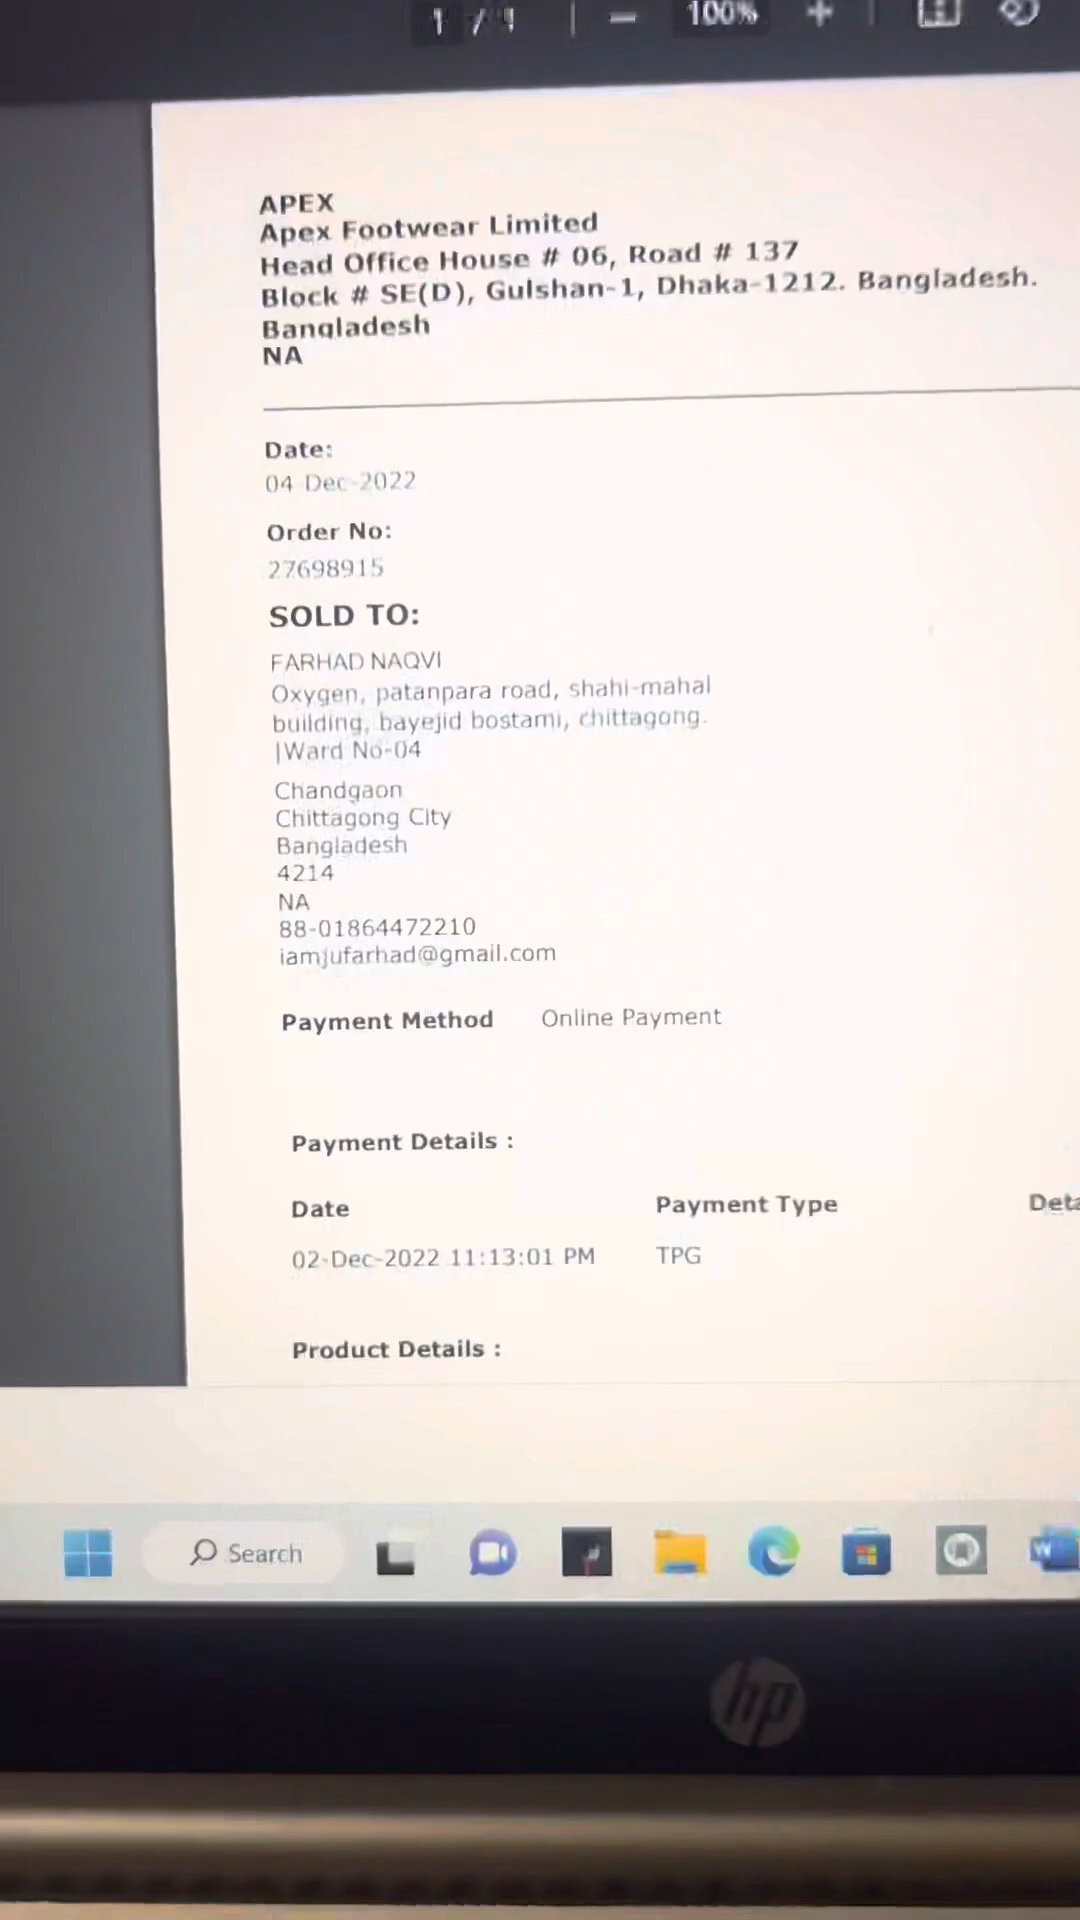 1 / 1
100%
APEX
Apex Footwear Limited
Head Office House # 06, Road # 137
Block # SE(D), Gulshan-1, Dhaka-1212. Bangladesh.
Bangladesh
NA
Date:
04-Dec-2022
Order No:
27698915
SOLD TO:
FARHAD NAQVI
Oxygen, patanpara road, shahi-mahal
building, bayejid bostami, chittagong.
|Ward No-04
Chandgaon
Chittagong City
Bangladesh
4214
NA
88-01864472210
iamjufarhad@gmail.com
Payment Method Online Payment
Payment Details :
Date Payment Type
02-Dec-2022 11:13:01 PM TPG
Product Details :
Search
hp